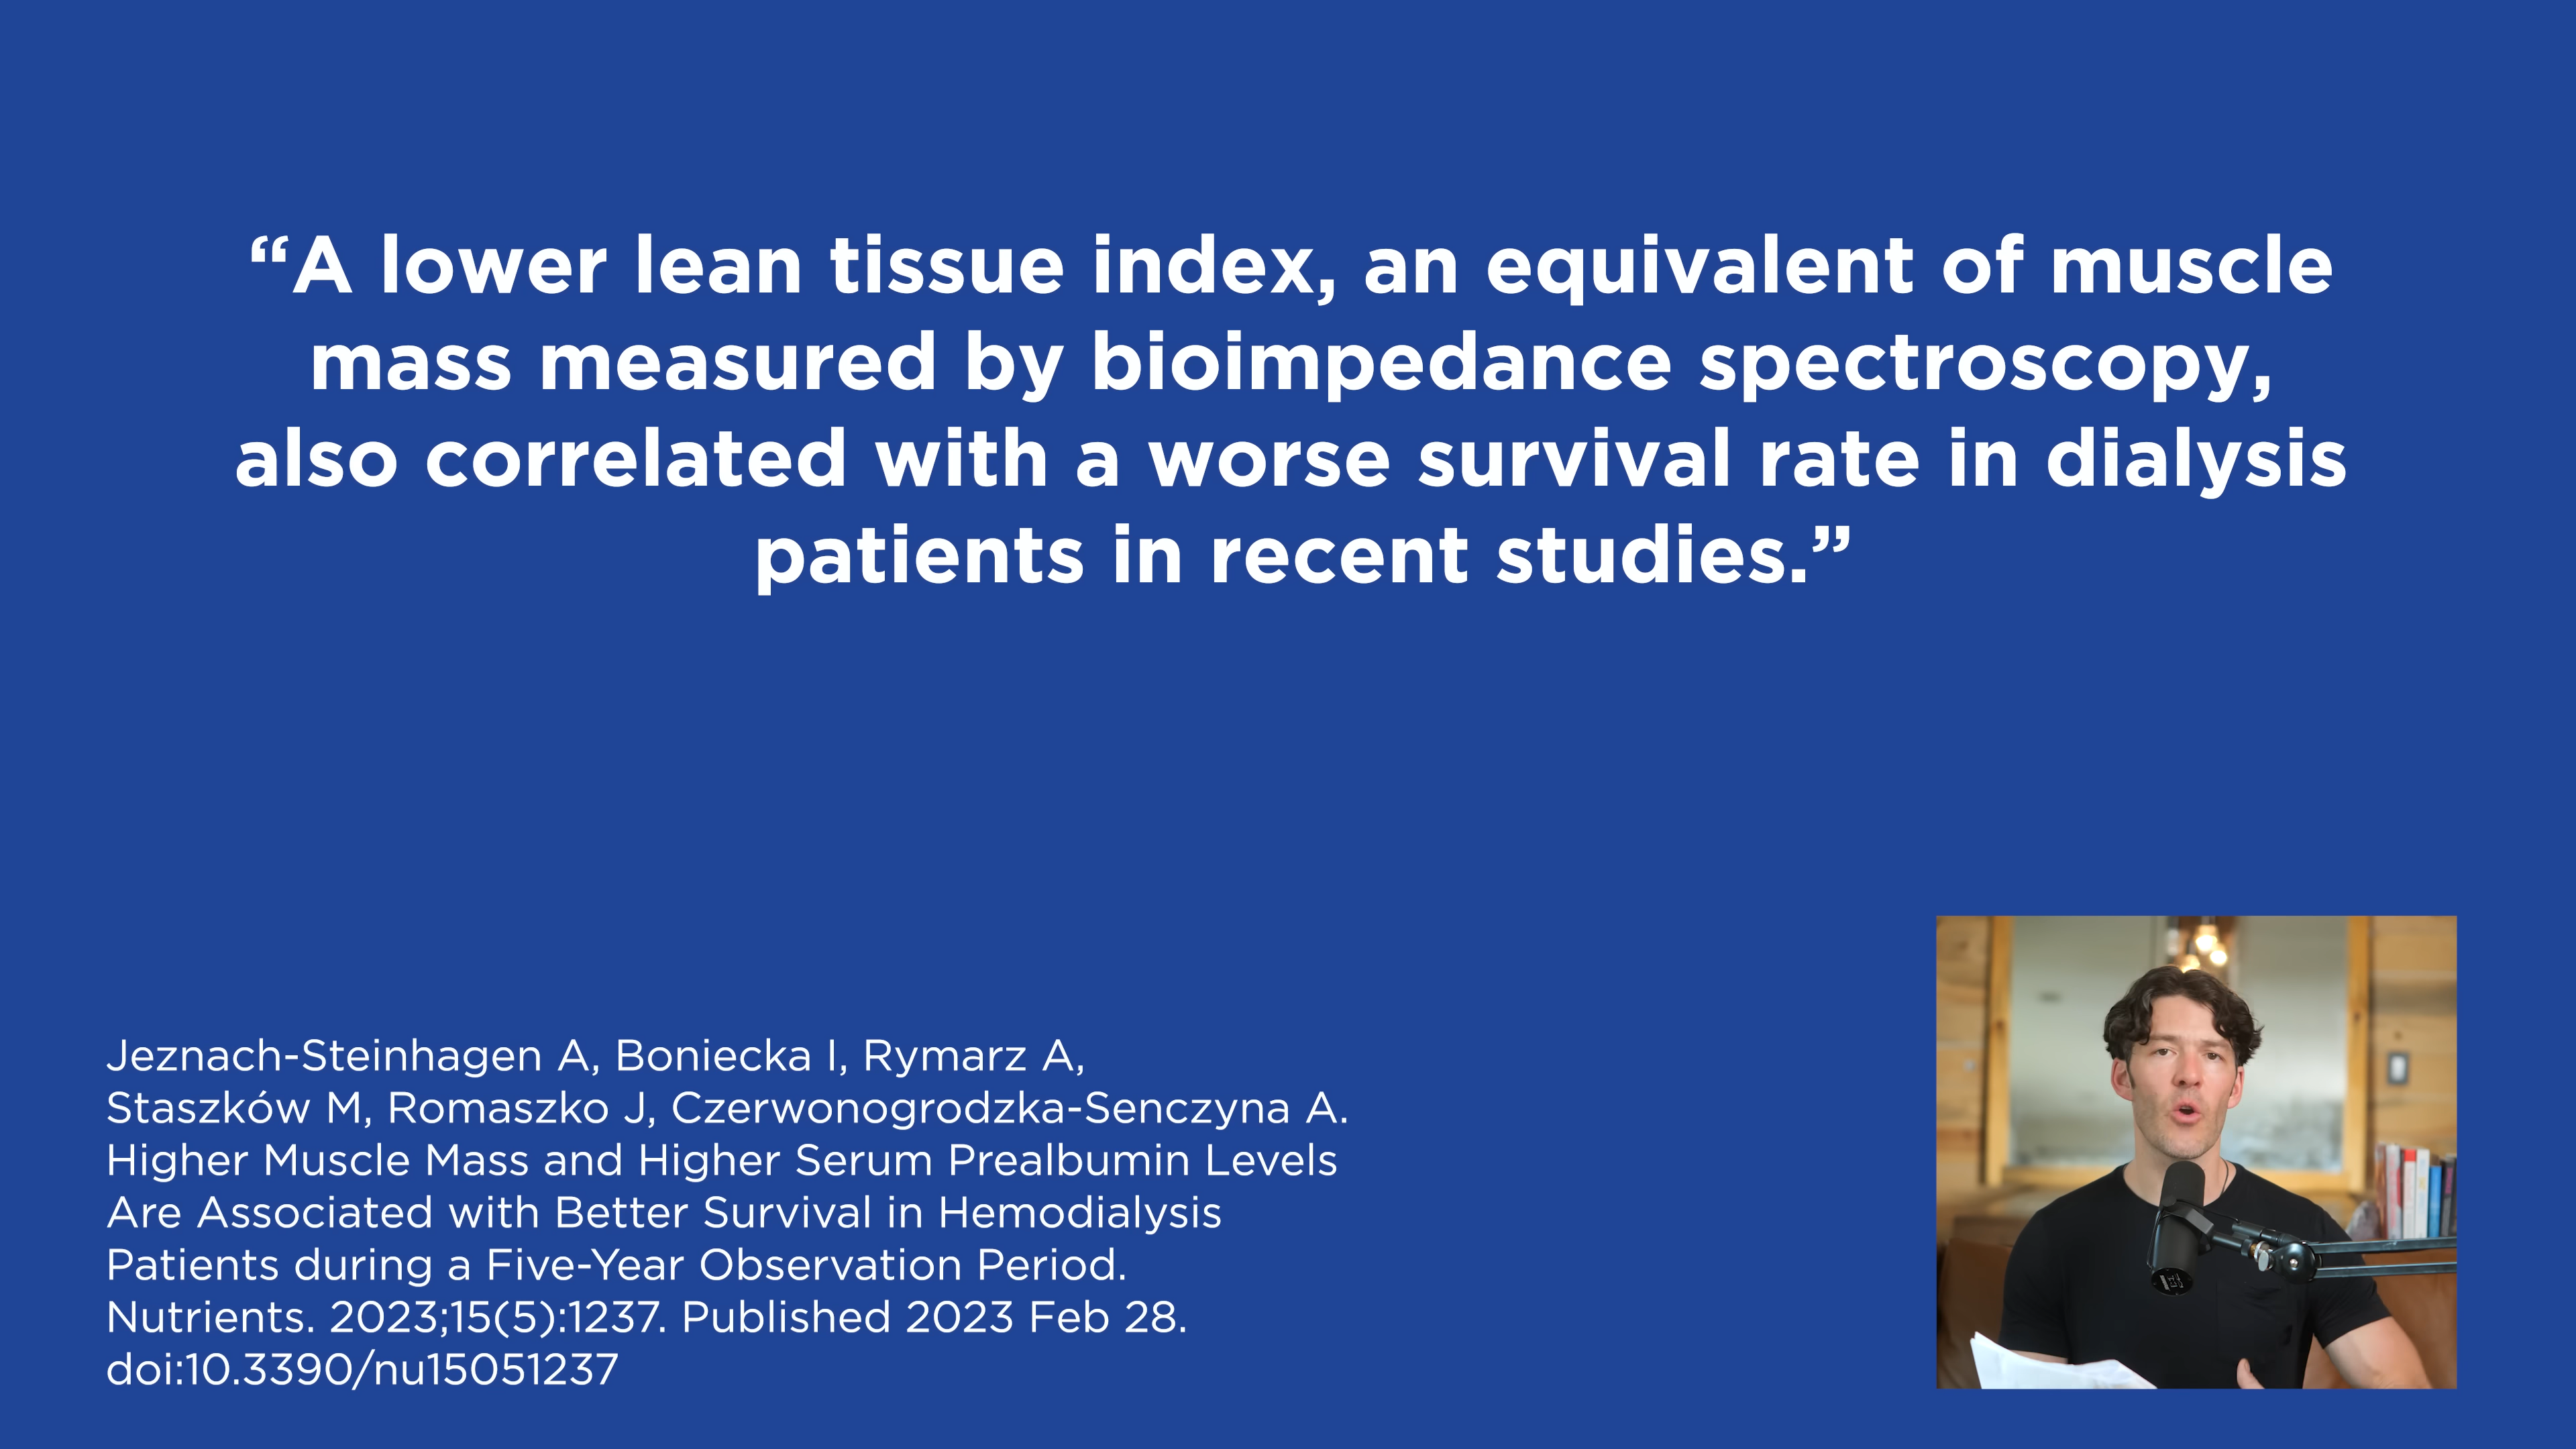 “A lower lean tissue index, an equivalent of muscle
mass measured by bioimpedance spectroscopy,
also correlated with a worse survival rate in dialysis
patients in recent studies.”
Jeznach-Steinhagen A, Boniecka I, Rymarz A,
Staszków M, Romaszko J, Czerwonogrodzka-Senczyna A.
Higher Muscle Mass and Higher Serum Prealbumin Levels
Are Associated with Better Survival in Hemodialysis
Patients during a Five-Year Observation Period.
Nutrients. 2023;15(5):1237. Published 2023 Feb 28.
doi:10.3390/nu15051237